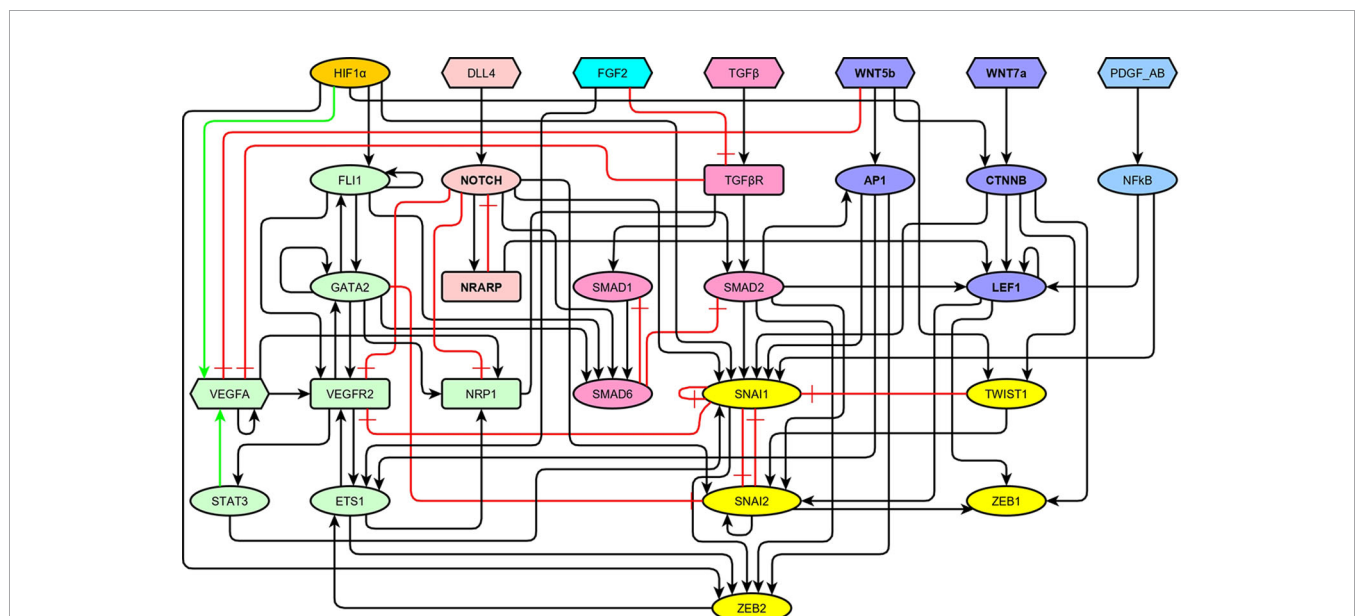 HIF1α
DLL4
FGF2
TGFβ
WNT5b
WNT7a
PDGF_AB
FLI1
NOTCH
TGFβR
AP1
CTNNB
NFkB
GATA2
NRARP
SMAD1
SMAD2
LEF1
VEGFA
VEGFR2
NRP1
SMAD6
SNAI1
TWIST1
STAT3
ETS1
SNAI2
ZEB1
ZEB2